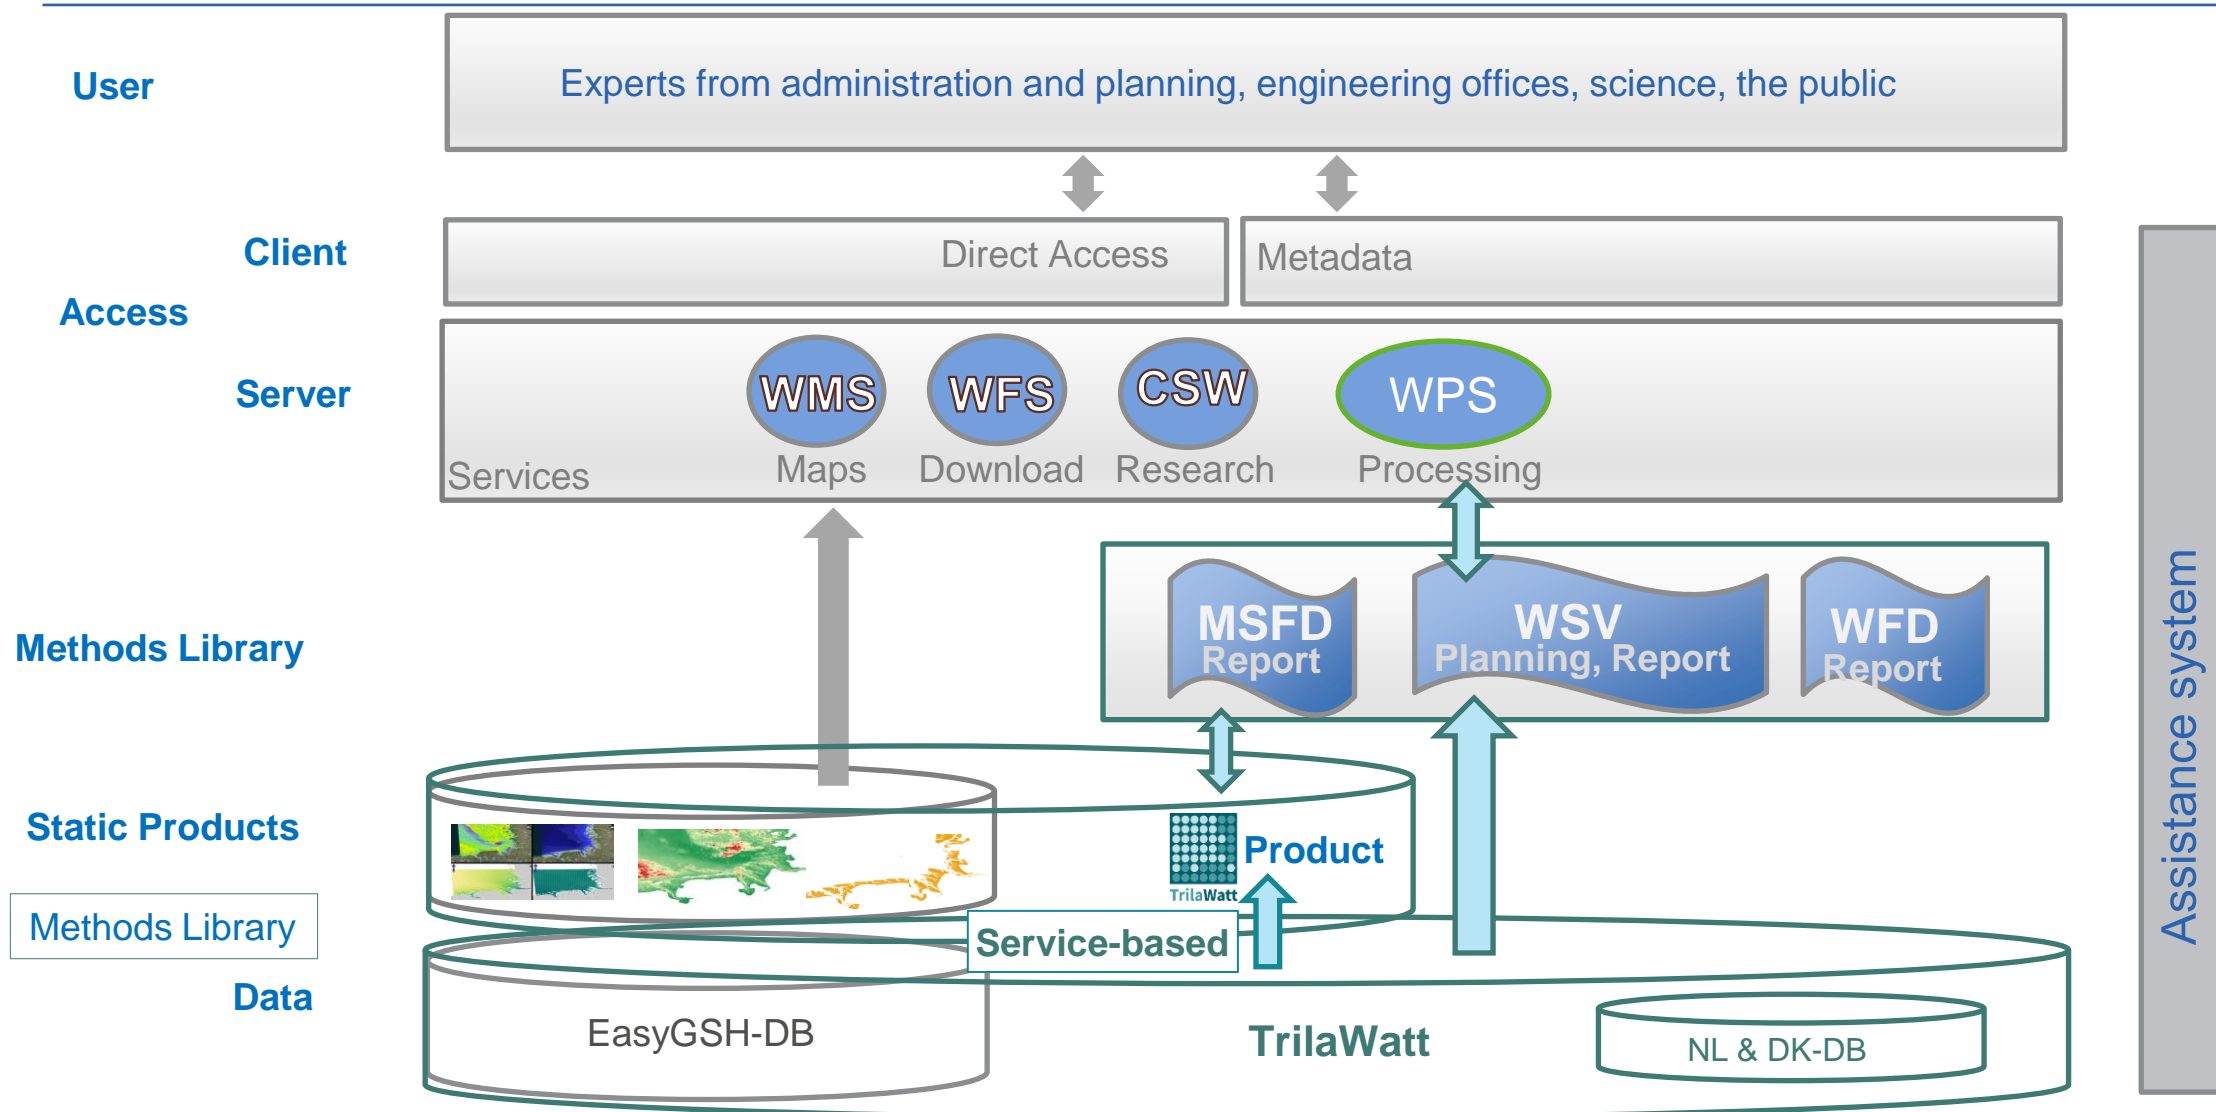 User
Experts from administration and planning, engineering offices, science, the public
Client
Direct Access
Metadata
Access
Server
WMS
WFS
CSW
WPS
Services
Maps
Download
Research
Processing
Methods Library
MSFD
Report
WSV
Planning, Report
WFD
Report
Static Products
TrilaWatt
Product
Methods Library
Service-based
Data
EasyGSH-DB
TrilaWatt
NL & DK-DB
Assistance system